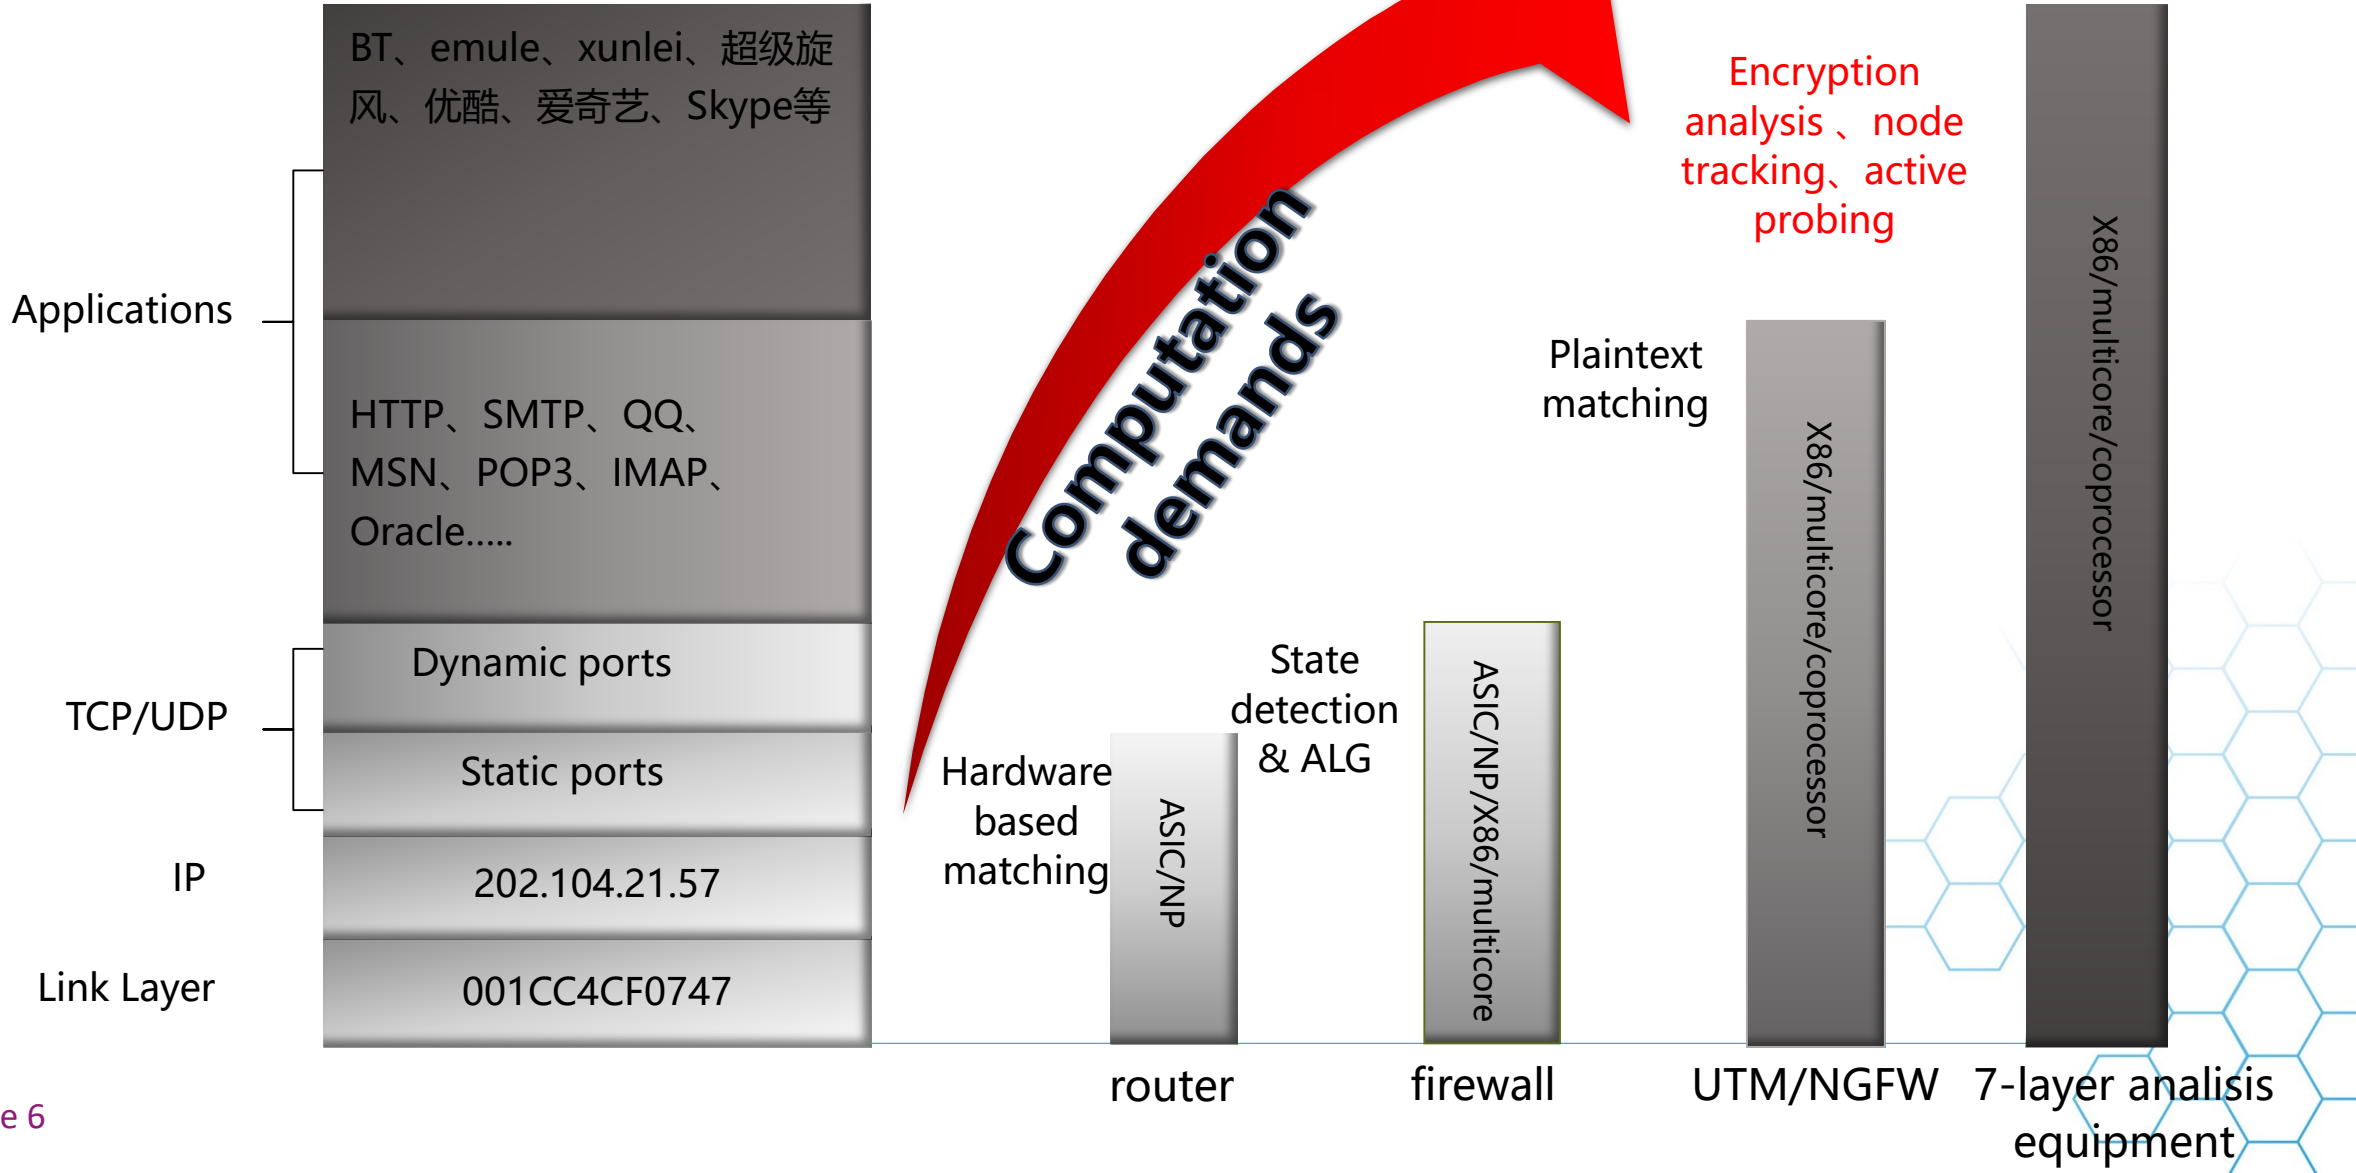 BT、emule、xunlei、超级旋
风、优酷、爱奇艺、Skype等
Applications
HTTP、SMTP、QQ、
MSN、POP3、IMAP、
Oracle.....
Dynamic ports
TCP/UDP
Static ports
IP
202.104.21.57
Link Layer
001CC4CF0747
Computation
demands
Hardware
based
matching
ASIC/NP
router
State
detection
& ALG
ASIC/NP/X86/multicore
firewall
Plaintext
matching
X86/multicore/coprocessor
UTM/NGFW
Encryption
analysis 、node
tracking、active
probing
X86/multicore/coprocessor
7-layer analisis
equipment
e 6